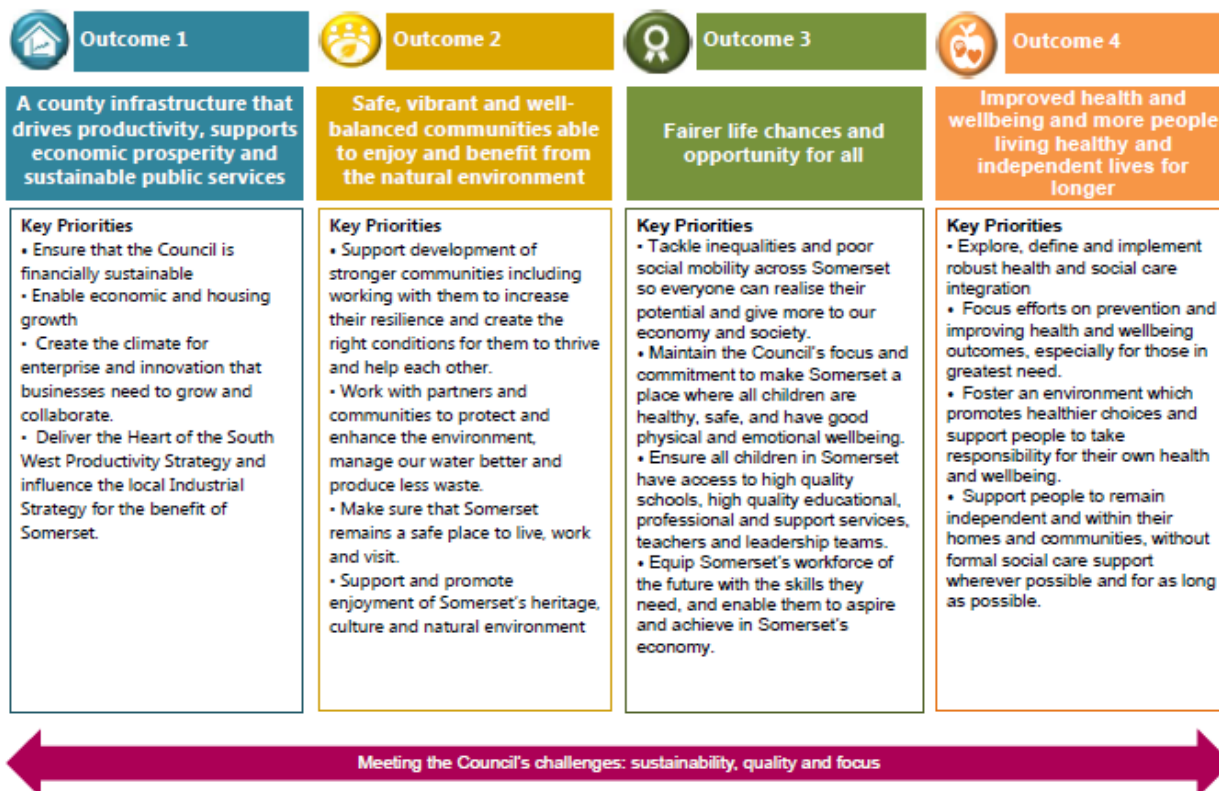 Outcome 1
A county infrastructure that
drives productivity, supports
economic prosperity and
sustainable public services
Key Priorities
• Ensure that the Council is
financially sustainable
• Enable economic and housing
growth
• Create the climate for
enterprise and innovation that
businesses need to grow and
collaborate.
• Deliver the Heart of the South
West Productivity Strategy and
influence the local Industrial
Strategy for the benefit of
Somerset.
Outcome 2
Safe, vibrant and well-
balanced communities able
to enjoy and benefit from
the natural environment
Key Priorities
• Support development of
stronger communities including
working with them to increase
their resilience and create the
right conditions for them to thrive
and help each other.
• Work with partners and
communities to protect and
enhance the environment,
manage our water better and
produce less waste.
• Make sure that Somerset
remains a safe place to live, work
and visit.
• Support and promote
enjoyment of Somerset's heritage,
culture and natural environment
Outcome 3
Fairer life chances and
opportunity for all
Key Priorities
• Tackle inequalities and poor
social mobility across Somerset
so everyone can realise their
potential and give more to our
economy and society.
• Maintain the Council's focus and
commitment to make Somerset a
place where all children are
healthy, safe, and have good
physical and emotional wellbeing.
• Ensure all children in Somerset
have access to high quality
schools, high quality educational,
professional and support services,
teachers and leadership teams.
• Equip Somerset's workforce of
the future with the skills they
need, and enable them to aspire
and achieve in Somerset's
economy.
Outcome 4
Improved health and
wellbeing and more people
living healthy and
independent lives for
longer
Key Priorities
• Explore, define and implement
robust health and social care
integration
• Focus efforts on prevention and
improving health and wellbeing
outcomes, especially for those in
greatest need.
• Foster an environment which
promotes healthier choices and
support people to take
responsibility for their own health
and wellbeing.
• Support people to remain
independent and within their
homes and communities, without
formal social care support
wherever possible and for as long
as possible.
Meeting the Council's challenges: sustainability, quality and focus